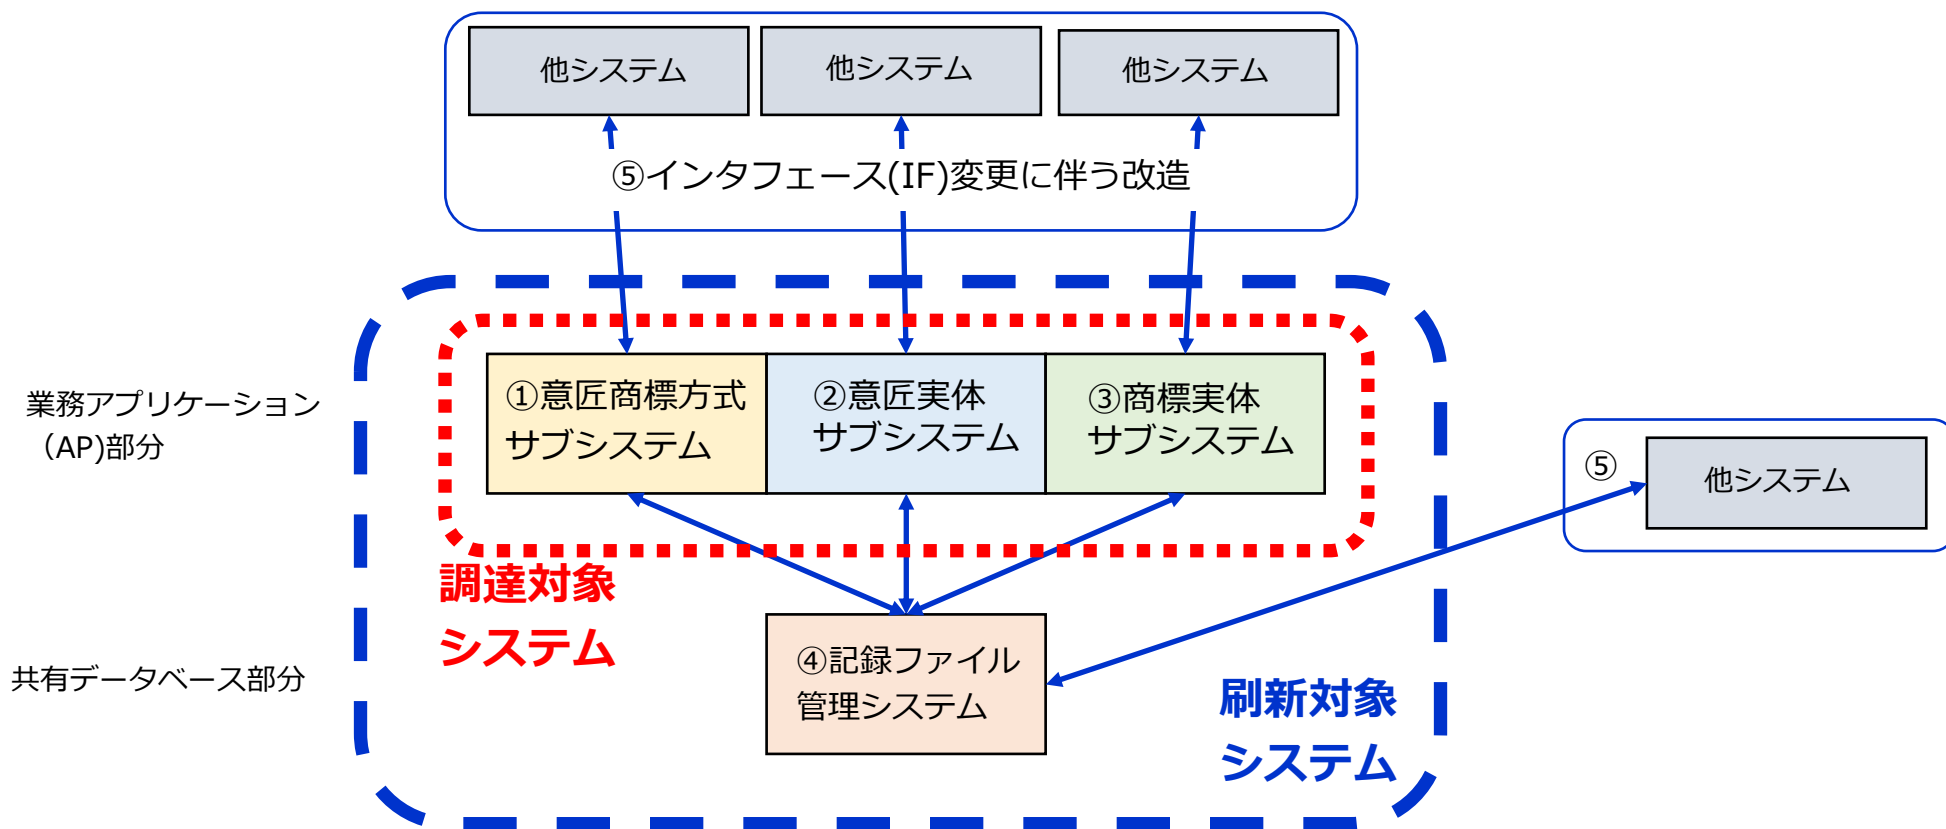 他システム
他システム
他システム
⑤インタフェース(IF)変更に伴う改造
業務アプリケーション
（AP)部分
①意匠商標方式
サブシステム
②意匠実体
サブシステム
③商標実体
サブシステム
⑤
他システム
調達対象
システム
共有データベース部分
④記録ファイル
管理システム
刷新対象
システム